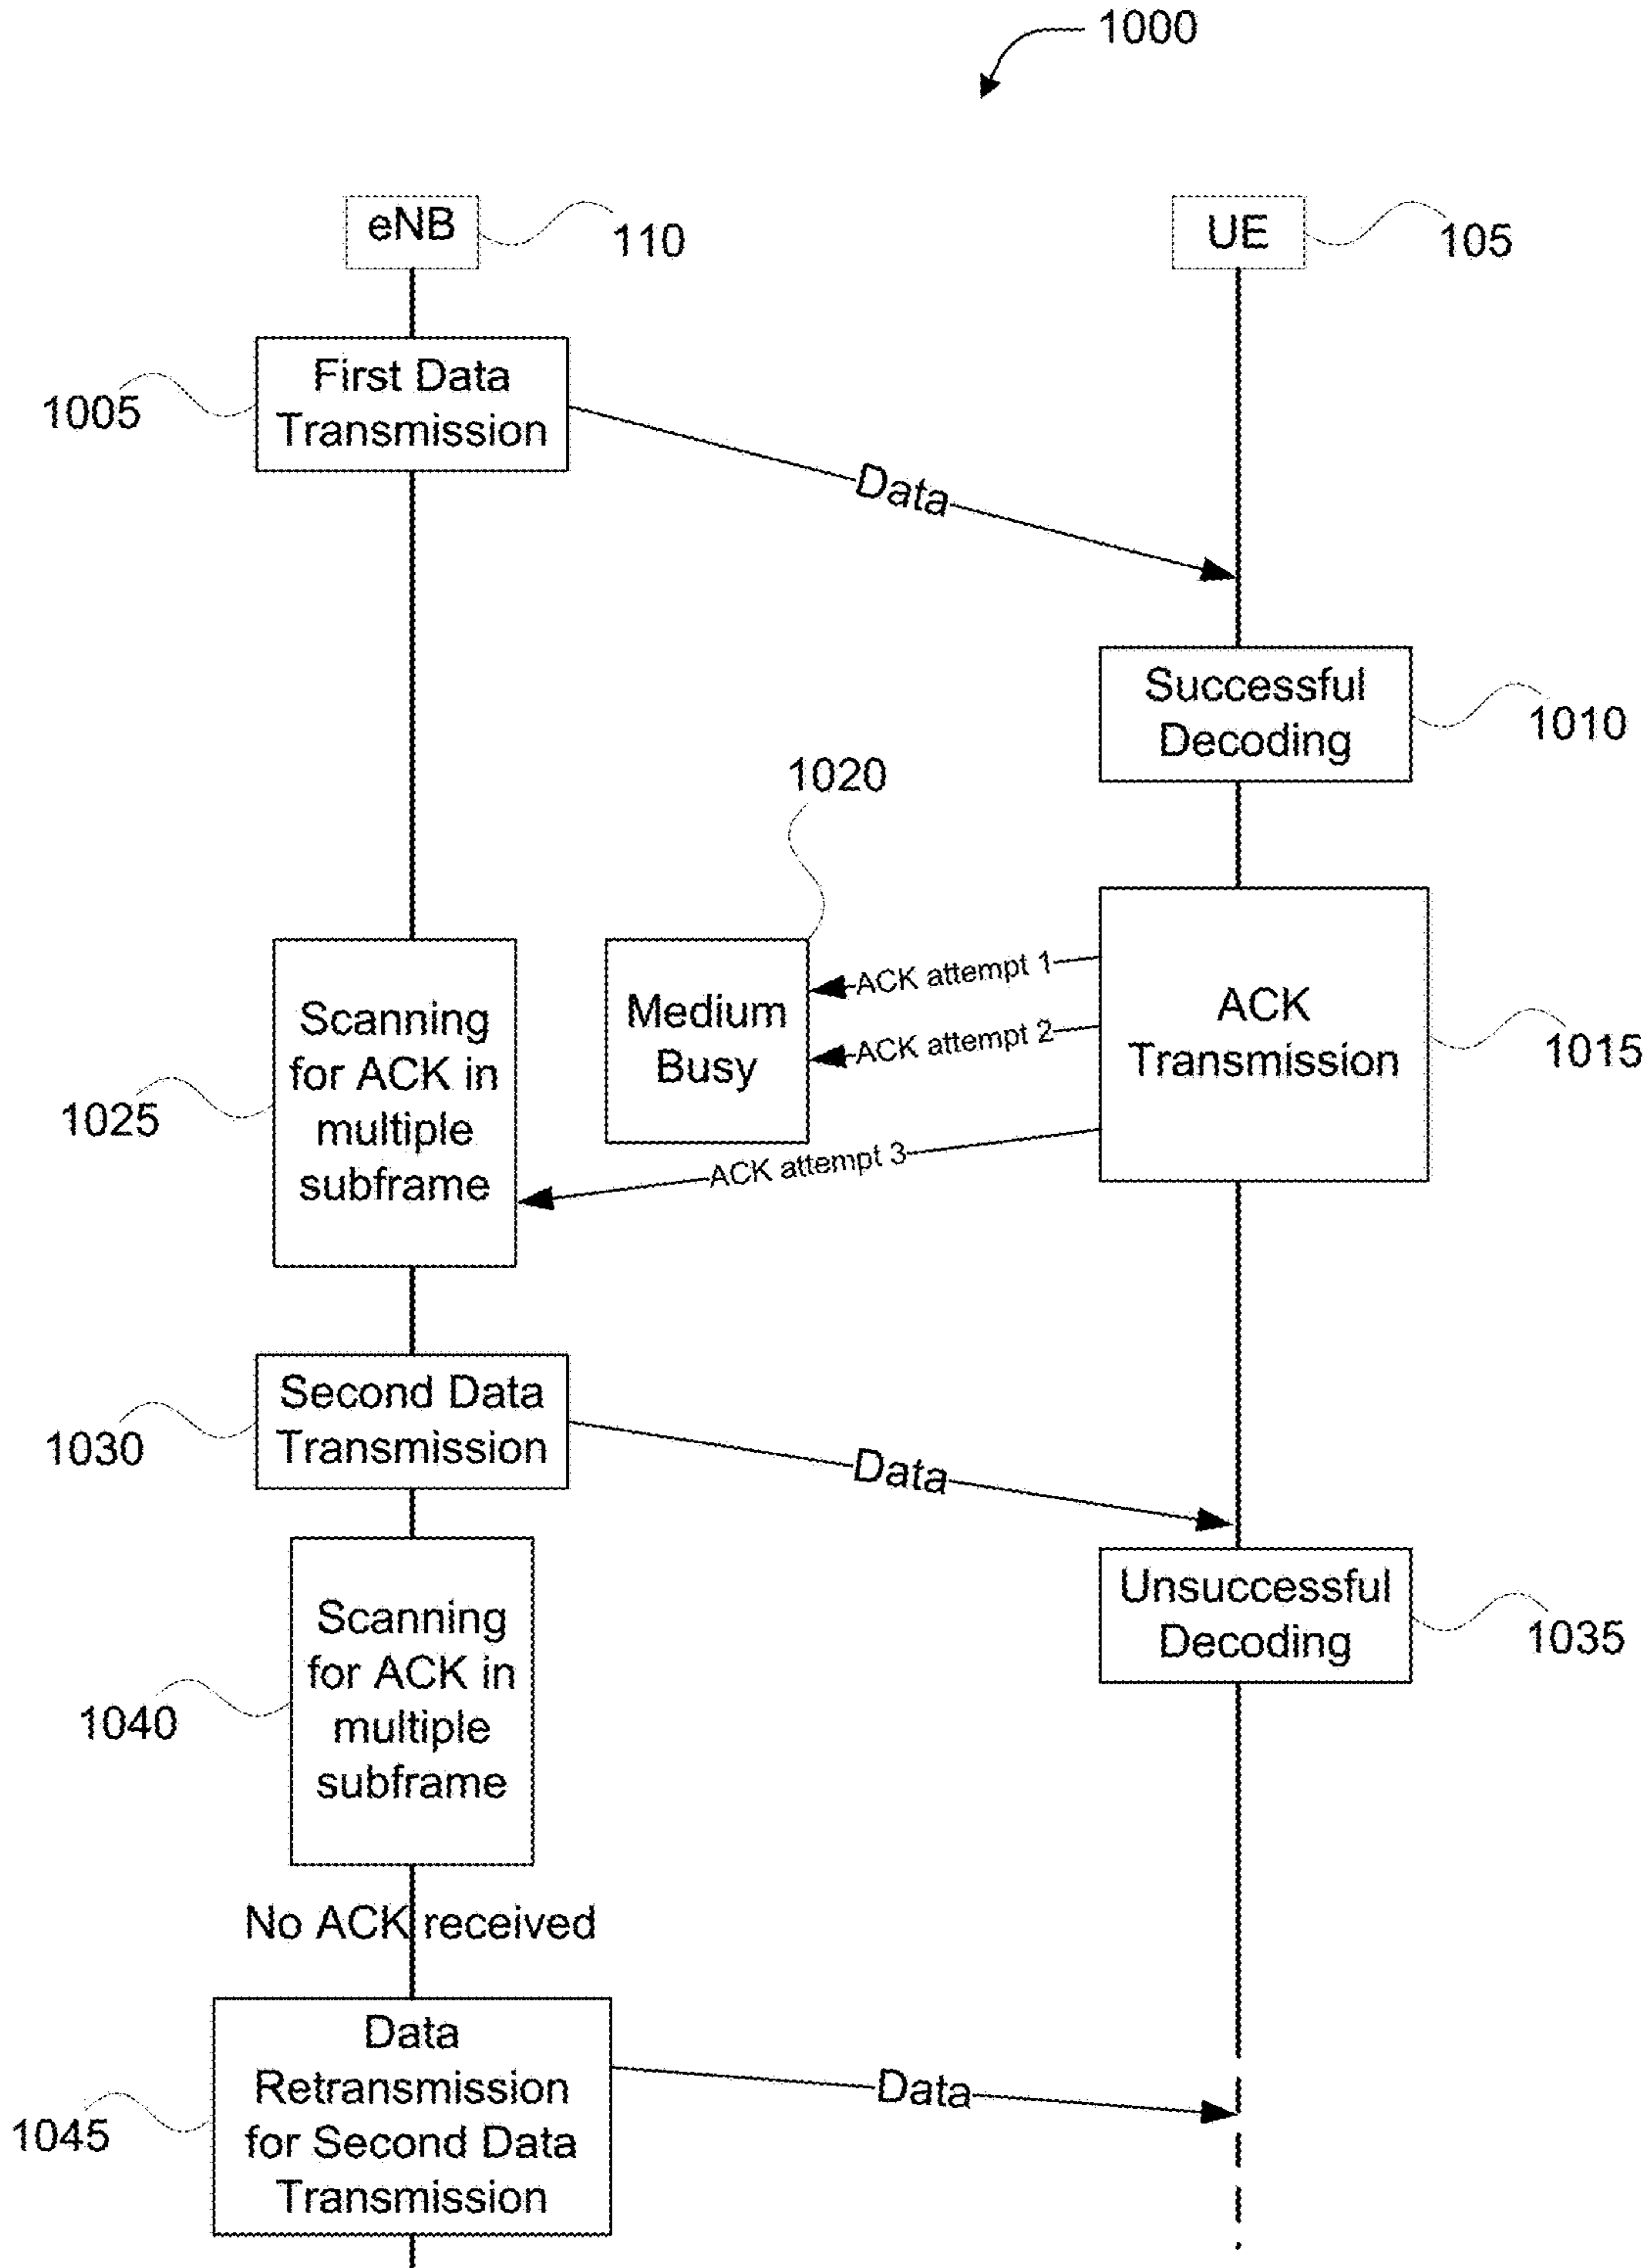 1000
eNB
110
UE
105
First Data
Transmission
1005
Data
Successful
Decoding
1010
1020
Medium
Busy
ACK attempt 1
ACK attempt 2
ACK attempt 3
ACK
Transmission
1015
Scanning
for ACK in
multiple
subframe
1025
Second Data
Transmission
1030
Data
Unsuccessful
Decoding
1035
Scanning
for ACK in
multiple
subframe
1040
No ACK received
Data
Retransmission
for Second Data
Transmission
1045
Data